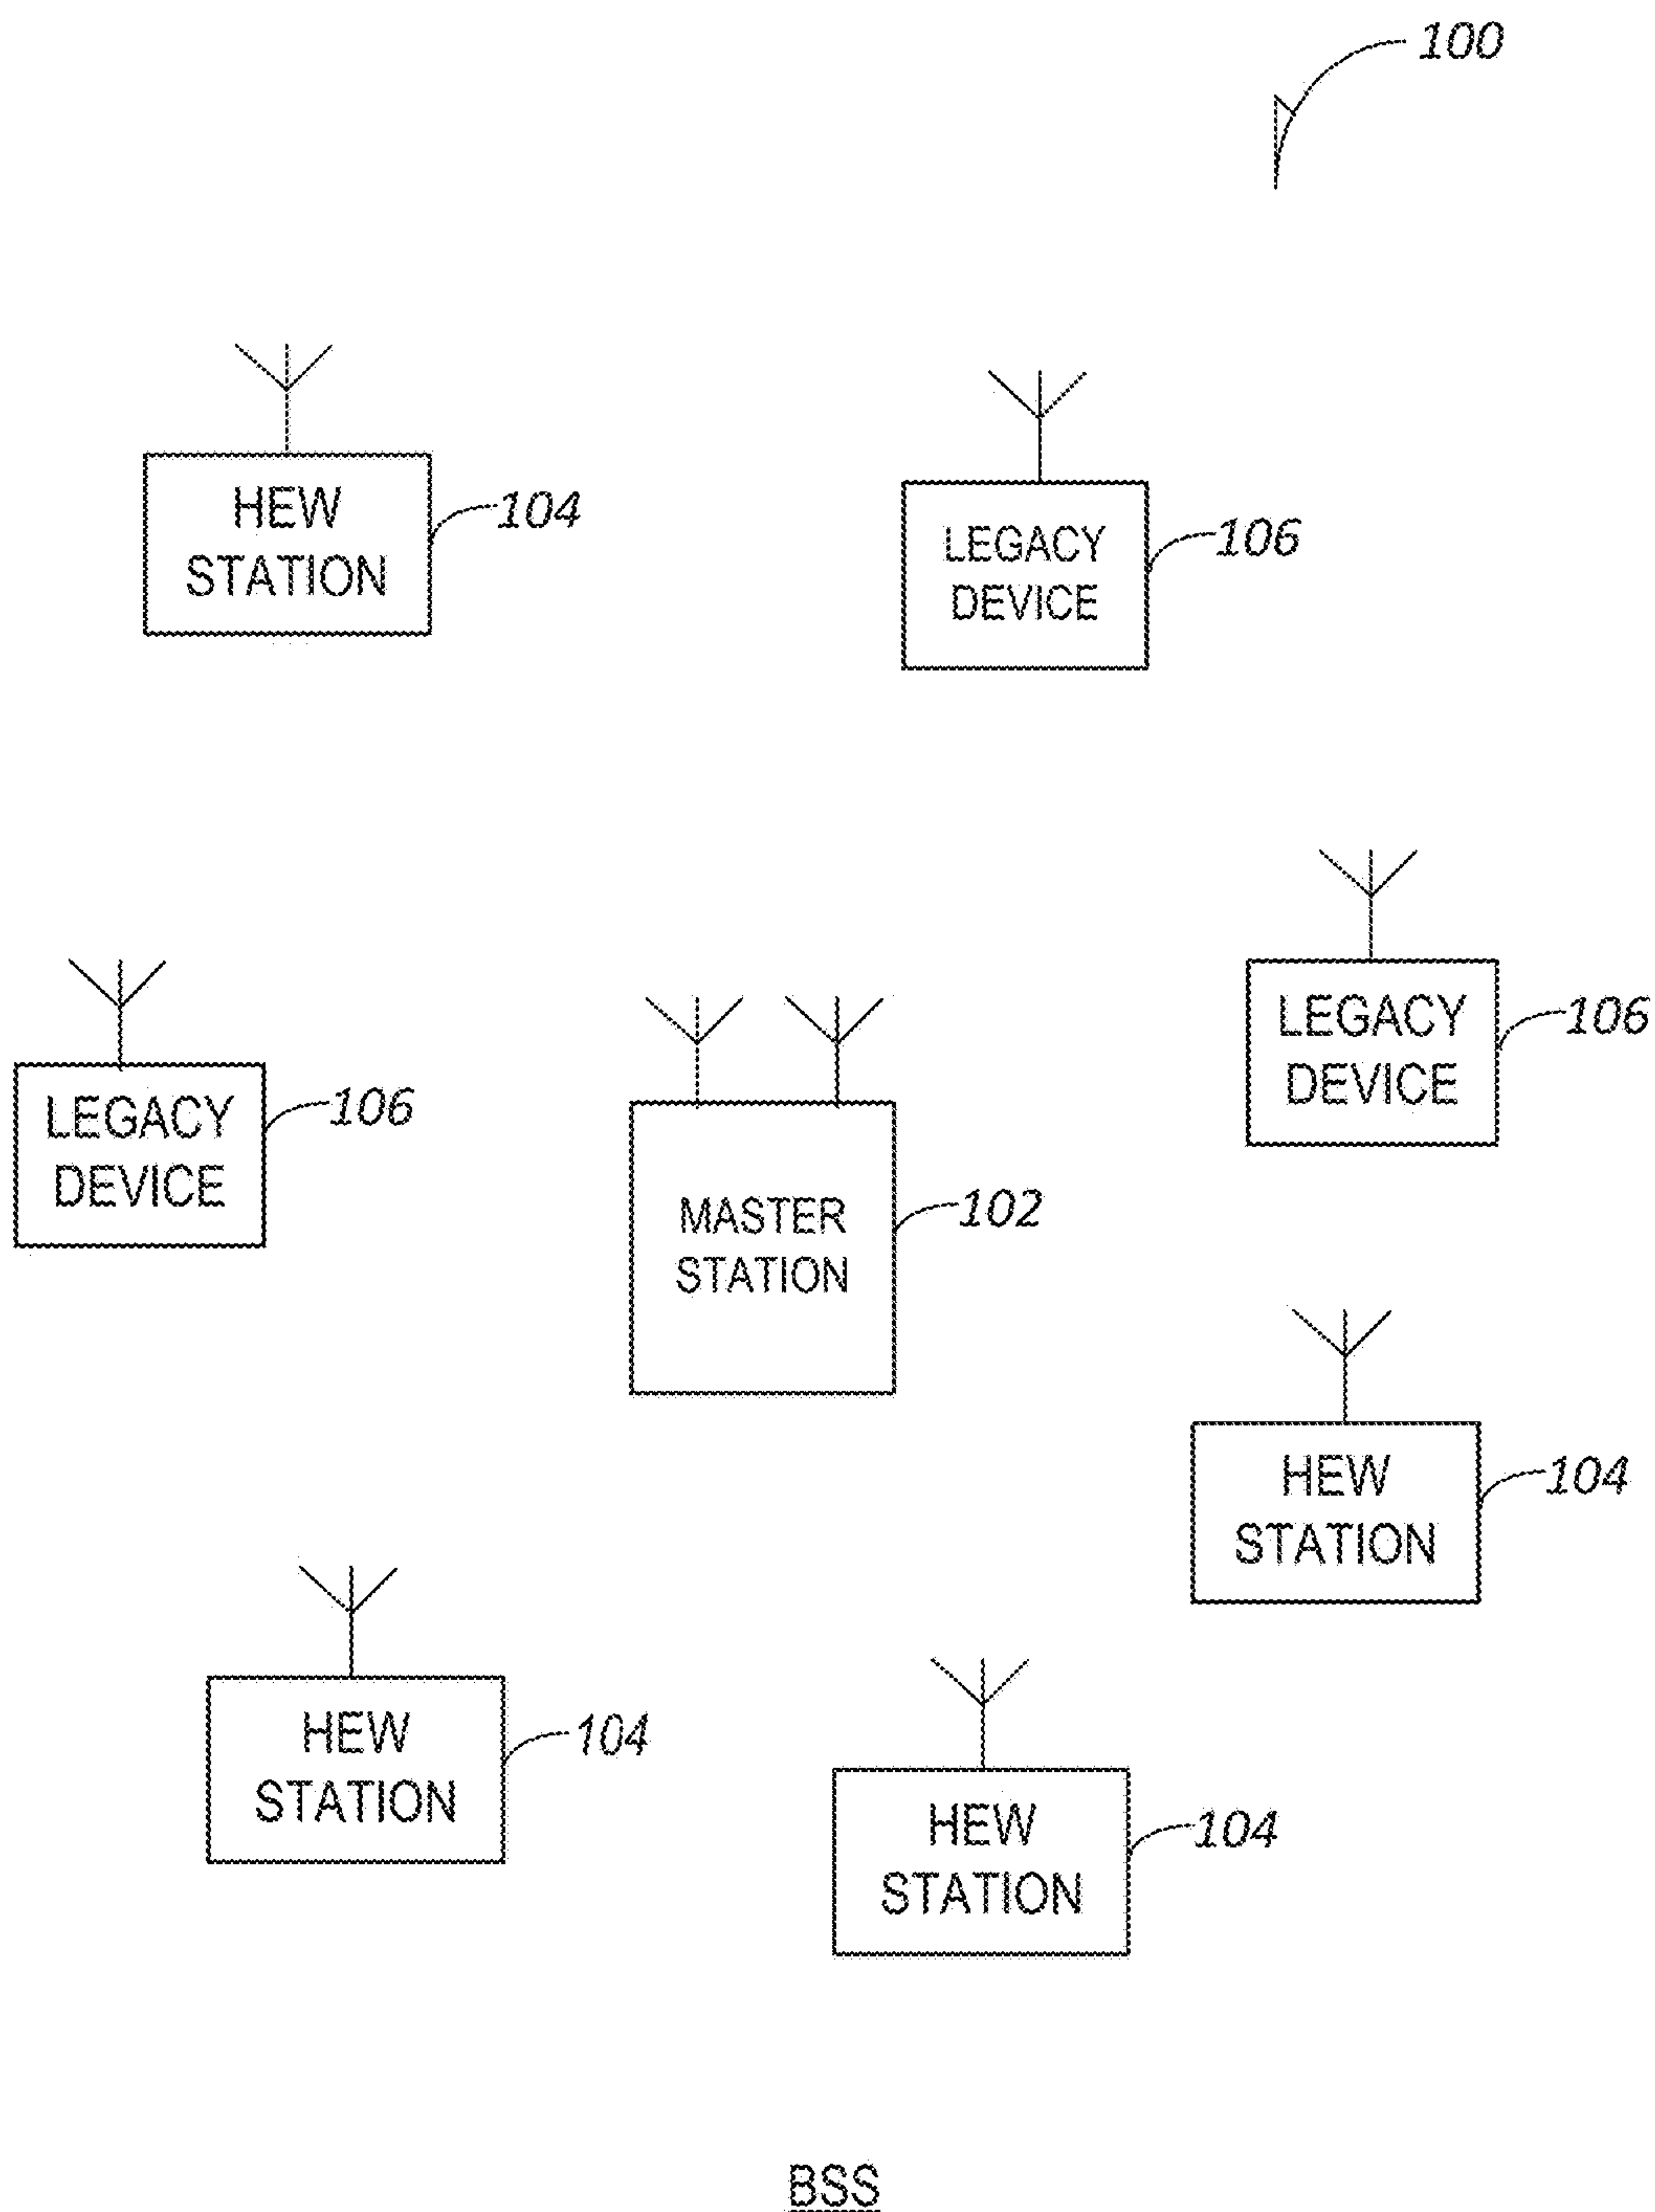 100
HEW
STATION
104
LEGACY
DEVICE
106
LEGACY
DEVICE
106
LEGACY
DEVICE
106
MASTER
STATION
102
HEW
STATION
104
HEW
STATION
104
HEW
STATION
104
BSS